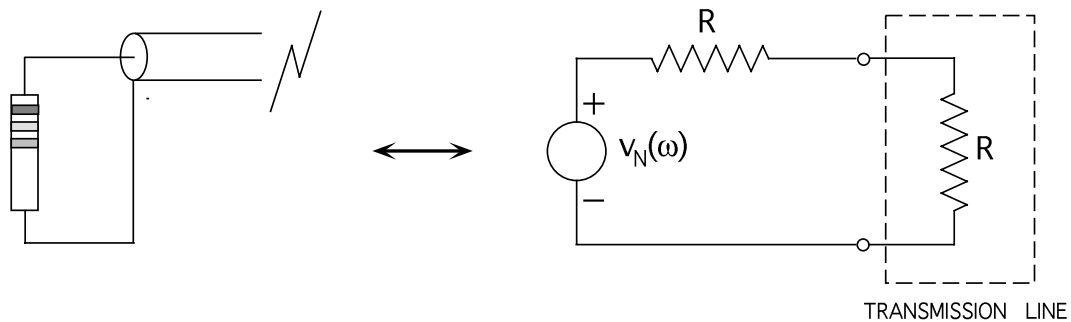 R
+
v_N(ω)
R
−
TRANSMISSION LINE